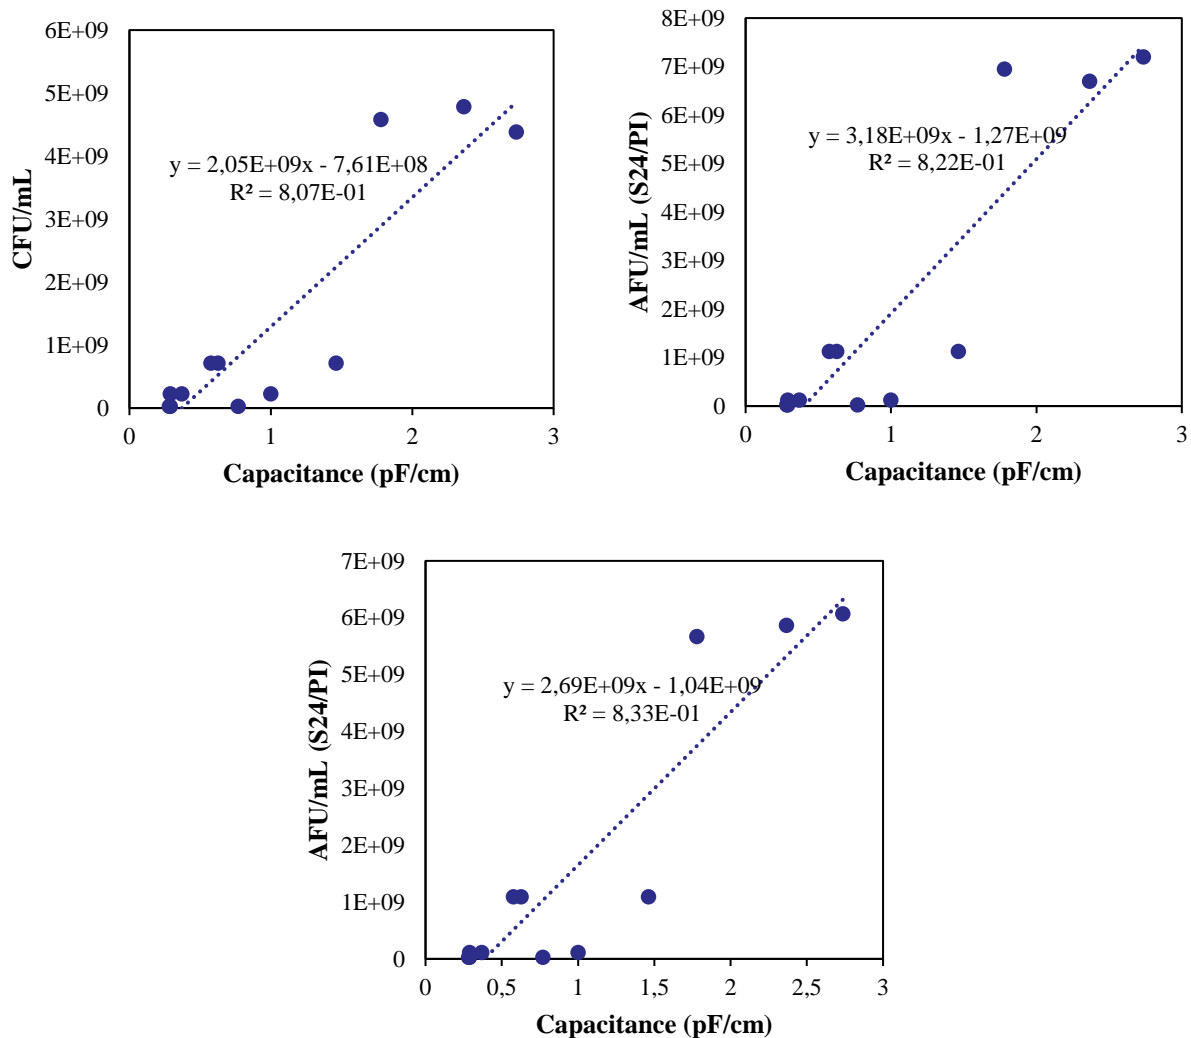 6E+09
5E+09
4E+09
3E+09
2E+09
1E+09
0
CFU/mL
y = 2,05E+09x - 7,61E+08
R² = 8,07E-01
0 1 2 3
Capacitance (pF/cm)
8E+09
7E+09
6E+09
5E+09
4E+09
3E+09
2E+09
1E+09
0
AFU/mL (S24/PI)
y = 3,18E+09x - 1,27E+09
R² = 8,22E-01
0 1 2 3
Capacitance (pF/cm)
7E+09
6E+09
5E+09
4E+09
3E+09
2E+09
1E+09
0
AFU/mL (S24/PI)
y = 2,69E+09x - 1,04E+09
R² = 8,33E-01
0 0,5 1 1,5 2 2,5 3
Capacitance (pF/cm)